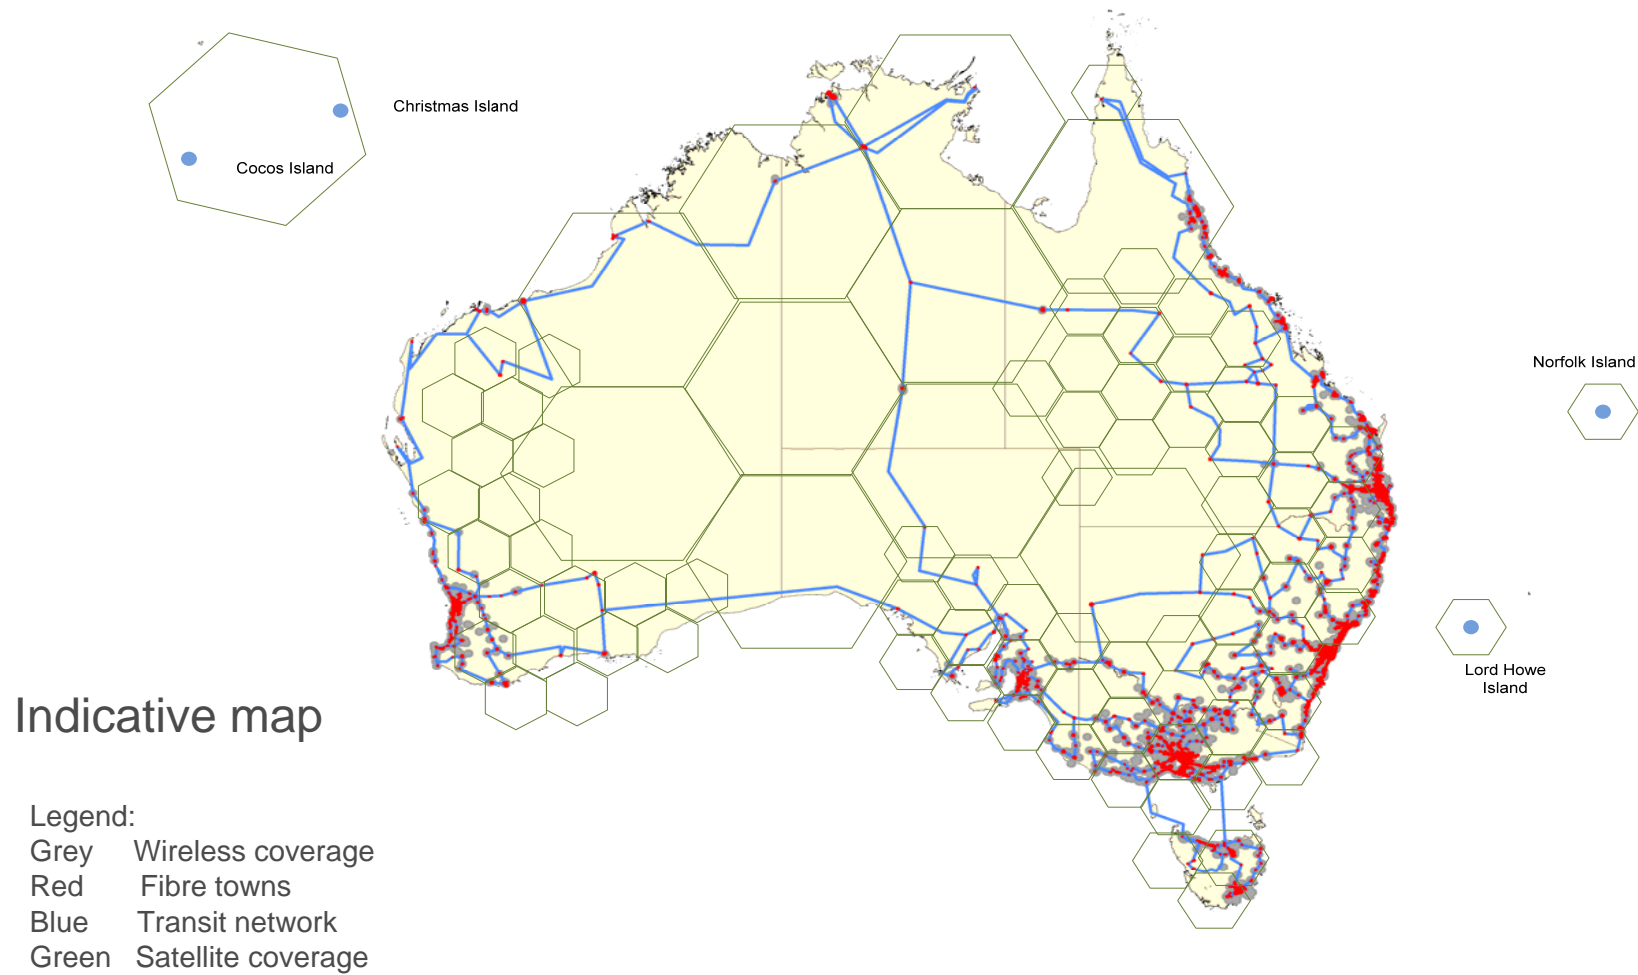 Christmas Island
Cocos Island
Norfolk Island
Lord Howe
Island
Indicative map
Legend:
Grey Wireless coverage
Red Fibre towns
Blue Transit network
Green Satellite coverage